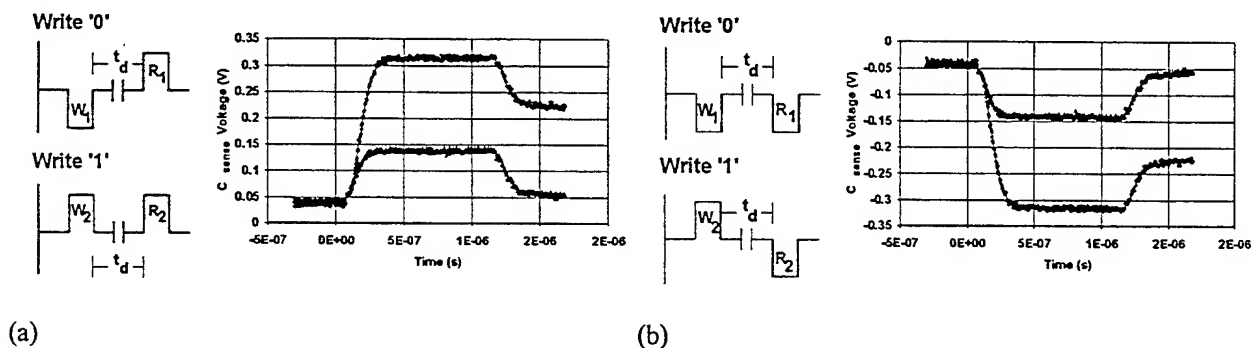 Write '0'
t_d
R_1
W_1
Write '1'
W_2
R_2
t_d
C sense Voltage (V)
0.35
0.3
0.25
0.2
0.15
0.1
0.05
0
-5E-07 0E+00 5E-07 1E-06 2E-06 2E-06
Time (s)
(a)
Write '0'
t_d
W_1
R_1
Write '1'
W_2
t_d
R_2
C sense Voltage (V)
0
-0.05
-0.1
-0.15
-0.2
-0.25
-0.3
-0.35
-5E-07 0E+00 5E-07 1E-06 2E-06 2E-06
Time (s)
(b)